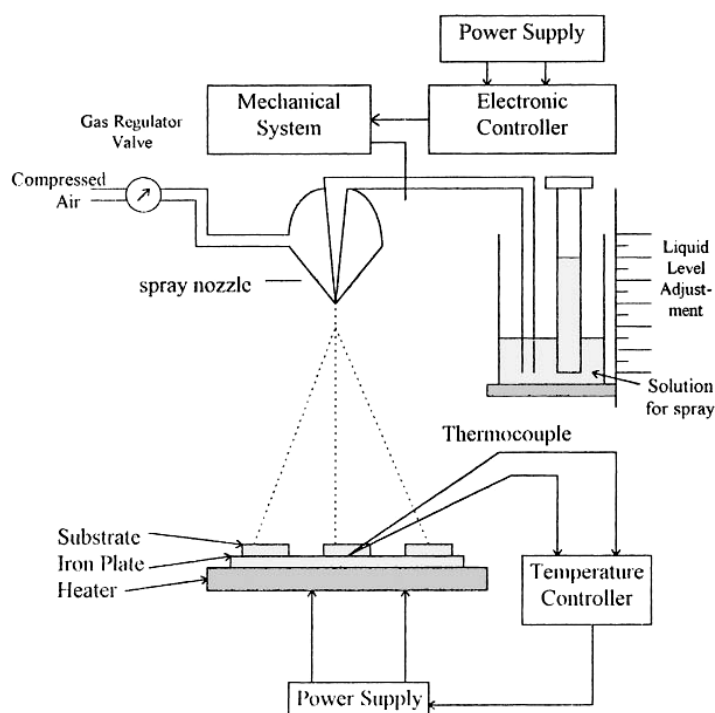 Power Supply
Mechanical
System
Electronic
Controller
Gas Regulator
Valve
Compressed
Air
spray nozzle
Liquid
Level
Adjust-
ment
Solution
for spray
Thermocouple
Substrate
Iron Plate
Heater
Temperature
Controller
Power Supply